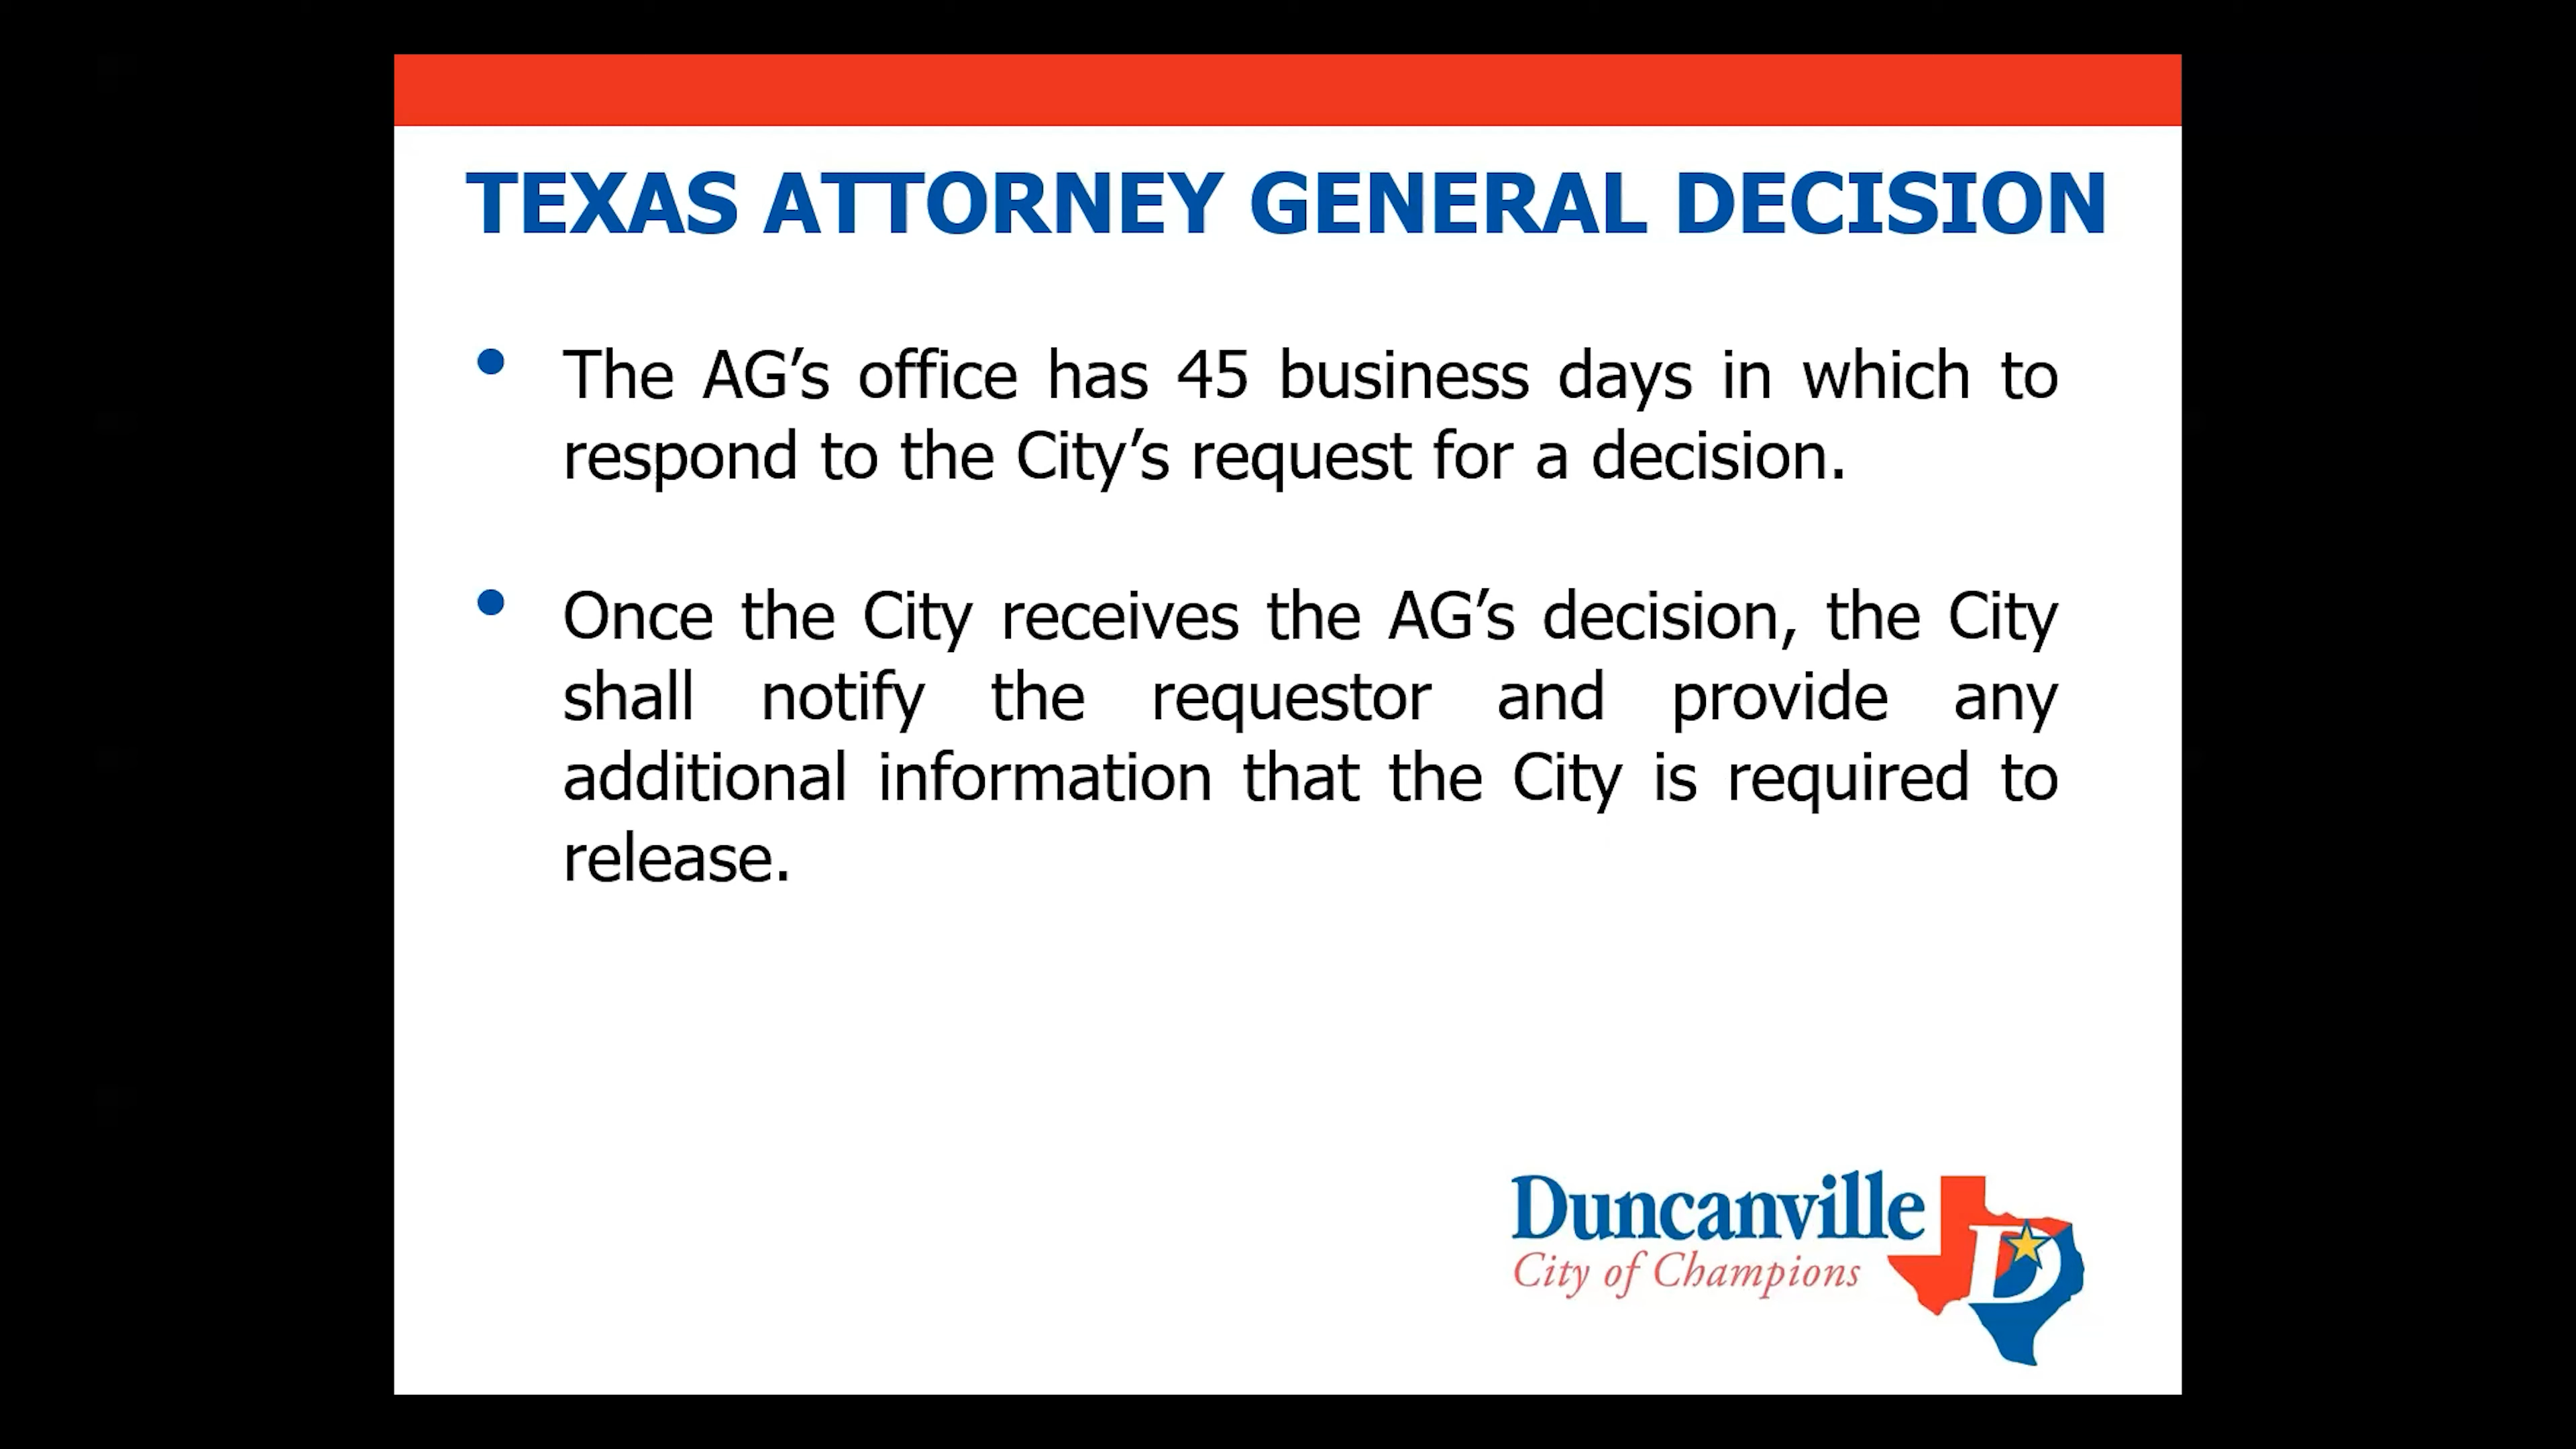 TEXAS ATTORNEY GENERAL DECISION
• The AG’s office has 45 business days in which to
respond to the City’s request for a decision.
• Once the City receives the AG’s decision, the City
shall notify the requestor and provide any
additional information that the City is required to
release.
Duncanville
City of Champions
D